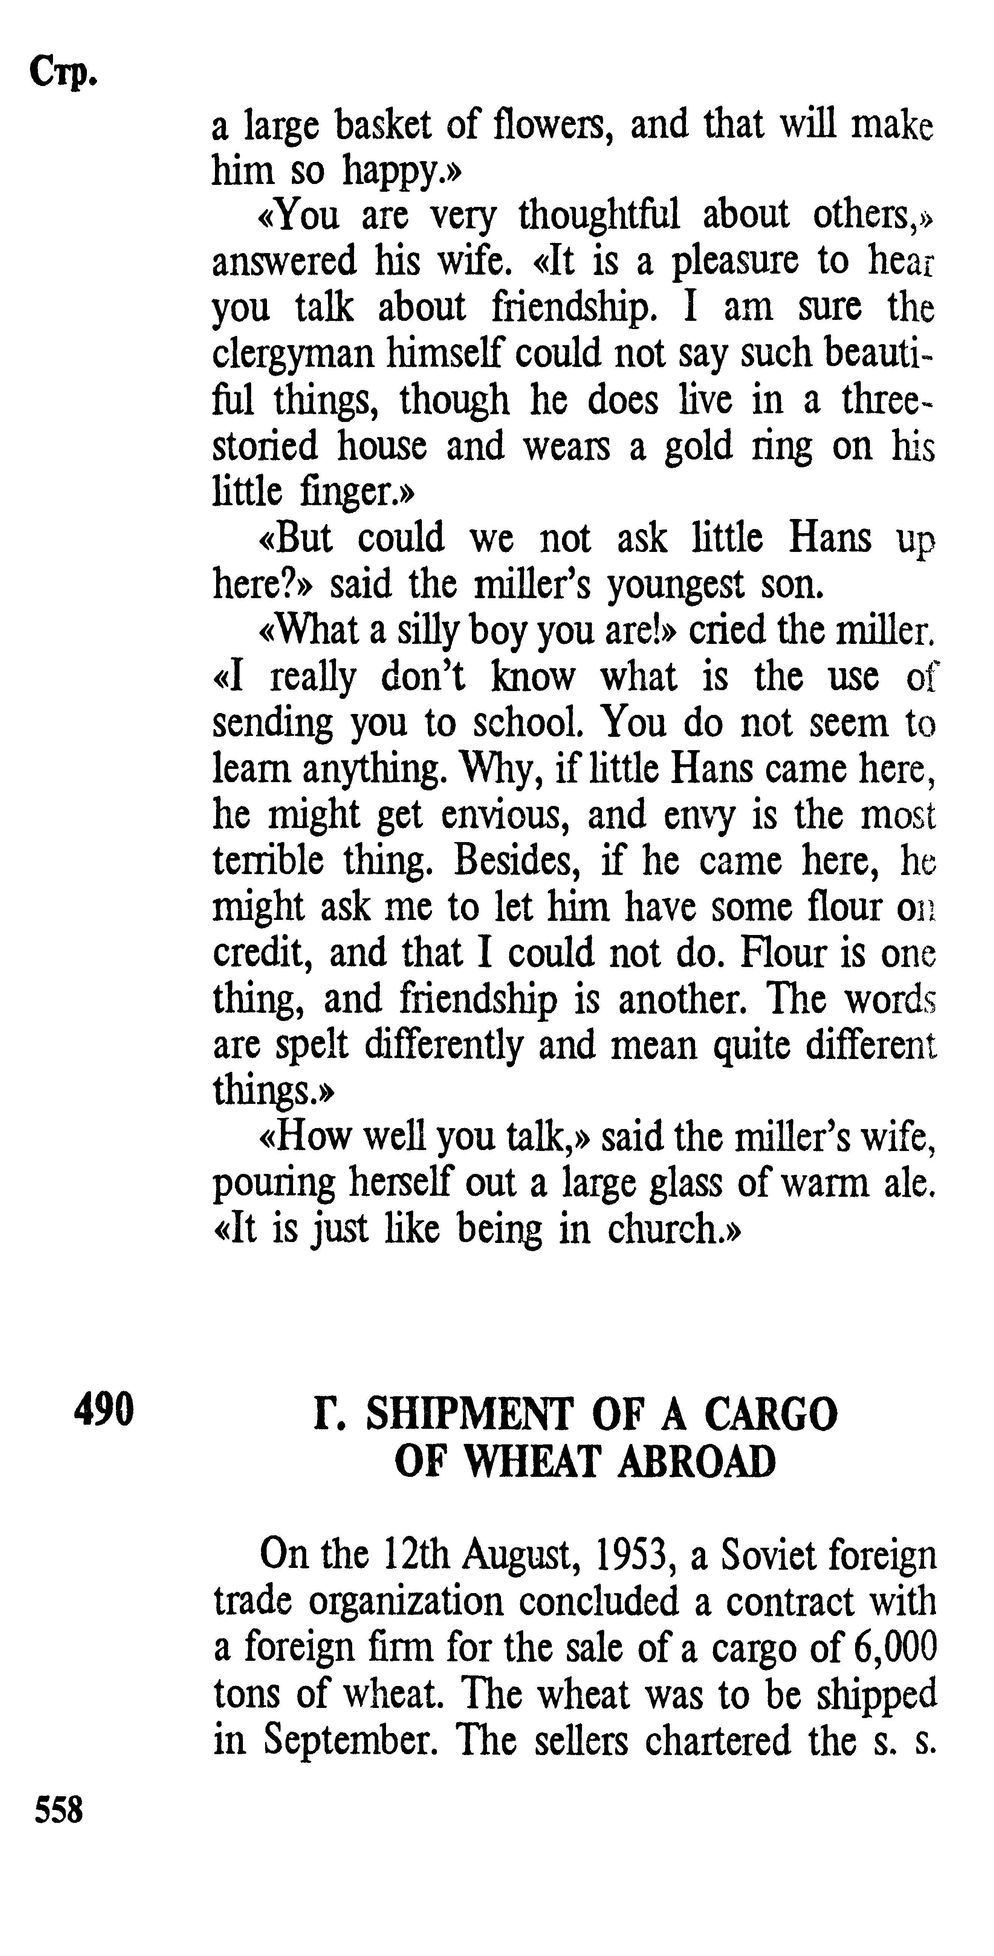 Стр.
a large basket of flowers, and that will make
him so happy.»
«You are very thoughtful about others,»
answered his wife. «It is a pleasure to hear
you talk about friendship. I am sure the
clergyman himself could not say such beauti-
ful things, though he does live in a three-
storied house and wears a gold ring on his
little finger.»
«But could we not ask little Hans up
here?» said the miller's youngest son.
«What a silly boy you are!» cried the miller.
«I really don't know what is the use of
sending you to school. You do not seem to
learn anything. Why, if little Hans came here,
he might get envious, and envy is the most
terrible thing. Besides, if he came here, he
might ask me to let him have some flour on
credit, and that I could not do. Flour is one
thing, and friendship is another. The words
are spelt differently and mean quite different
things.»
«How well you talk,» said the miller's wife,
pouring herself out a large glass of warm ale.
«It is just like being in church.»
490
Г. SHIPMENT OF A CARGO
OF WHEAT ABROAD
On the 12th August, 1953, a Soviet foreign
trade organization concluded a contract with
a foreign firm for the sale of a cargo of 6,000
tons of wheat. The wheat was to be shipped
in September. The sellers chartered the s. s.
558